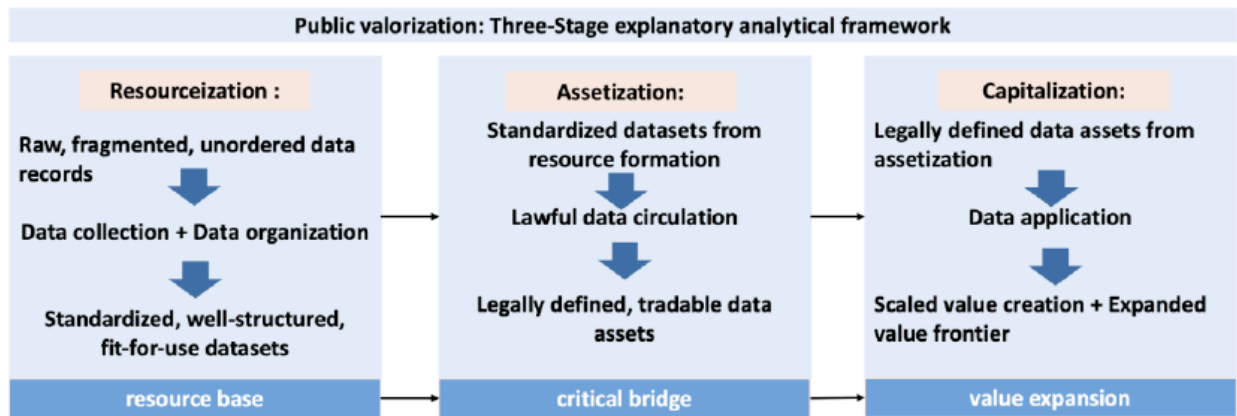 Public valorization: Three-Stage explanatory analytical framework
Resourceization :
Raw, fragmented, unordered data
records
Data collection + Data organization
Standardized, well-structured,
fit-for-use datasets
resource base
Assetization:
Standardized datasets from
resource formation
Lawful data circulation
Legally defined, tradable data
assets
critical bridge
Capitalization:
Legally defined data assets from
assetization
Data application
Scaled value creation + Expanded
value frontier
value expansion